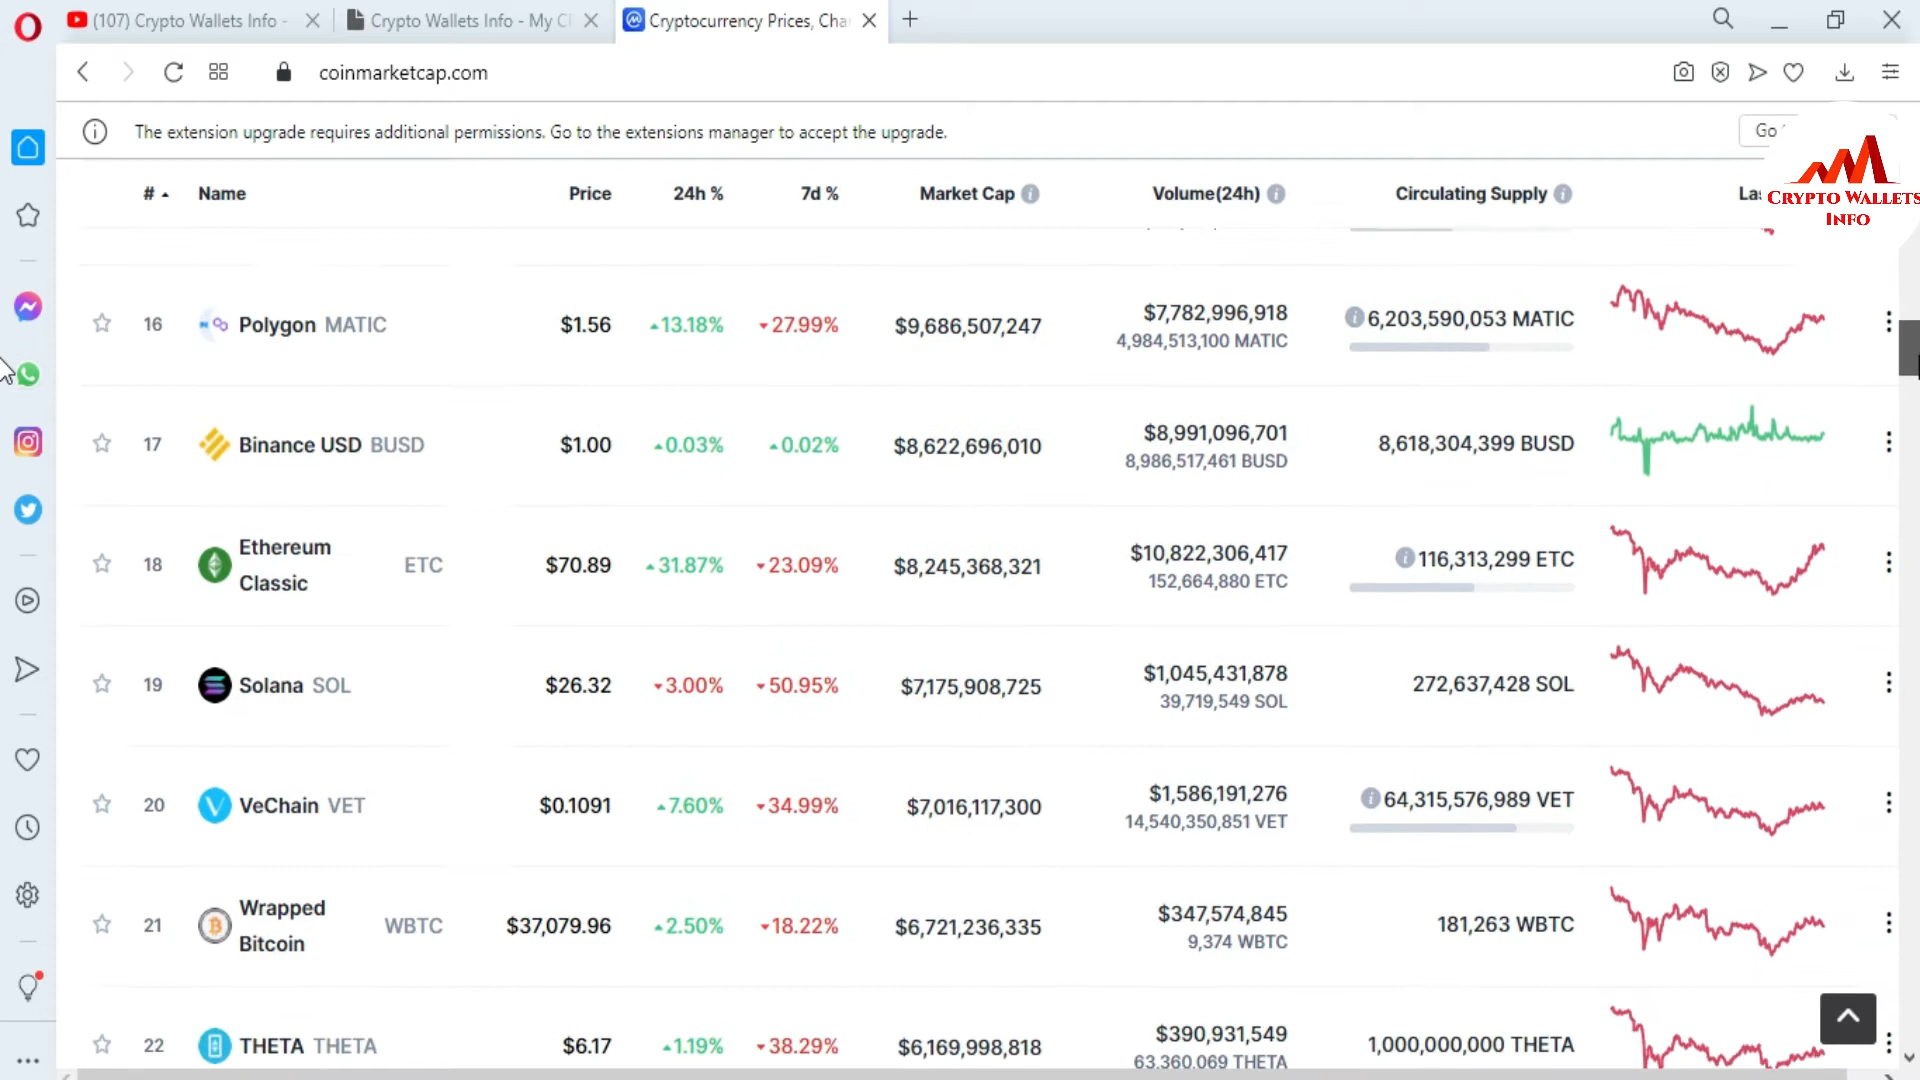 (107) Crypto Wallets Info -
Crypto Wallets Info - My C
Cryptocurrency Prices, Cha
coinmarketcap.com
The extension upgrade requires additional permissions. Go to the extensions manager to accept the upgrade.
Go
CRYPTO WALLETS
INFO
# Name Price 24h % 7d % Market Cap Volume(24h) Circulating Supply Las
16 Polygon MATIC $1.56 13.18% 27.99% $9,686,507,247 $7,782,996,918 6,203,590,053 MATIC
4,984,513,100 MATIC
17 Binance USD BUSD $1.00 0.03% 0.02% $8,622,696,010 $8,991,096,701 8,618,304,399 BUSD
8,986,517,461 BUSD
18 Ethereum Classic ETC $70.89 31.87% 23.09% $8,245,368,321 $10,822,306,417 116,313,299 ETC
152,664,880 ETC
19 Solana SOL $26.32 3.00% 50.95% $7,175,908,725 $1,045,431,878 272,637,428 SOL
39,719,549 SOL
20 VeChain VET $0.1091 7.60% 34.99% $7,016,117,300 $1,586,191,276 64,315,576,989 VET
14,540,350,851 VET
21 Wrapped Bitcoin WBTC $37,079.96 2.50% 18.22% $6,721,236,335 $347,574,845 181,263 WBTC
9,374 WBTC
22 THETA THETA $6.17 1.19% 38.29% $6,169,998,818 $390,931,549 1,000,000,000 THETA
63,360,069 THETA